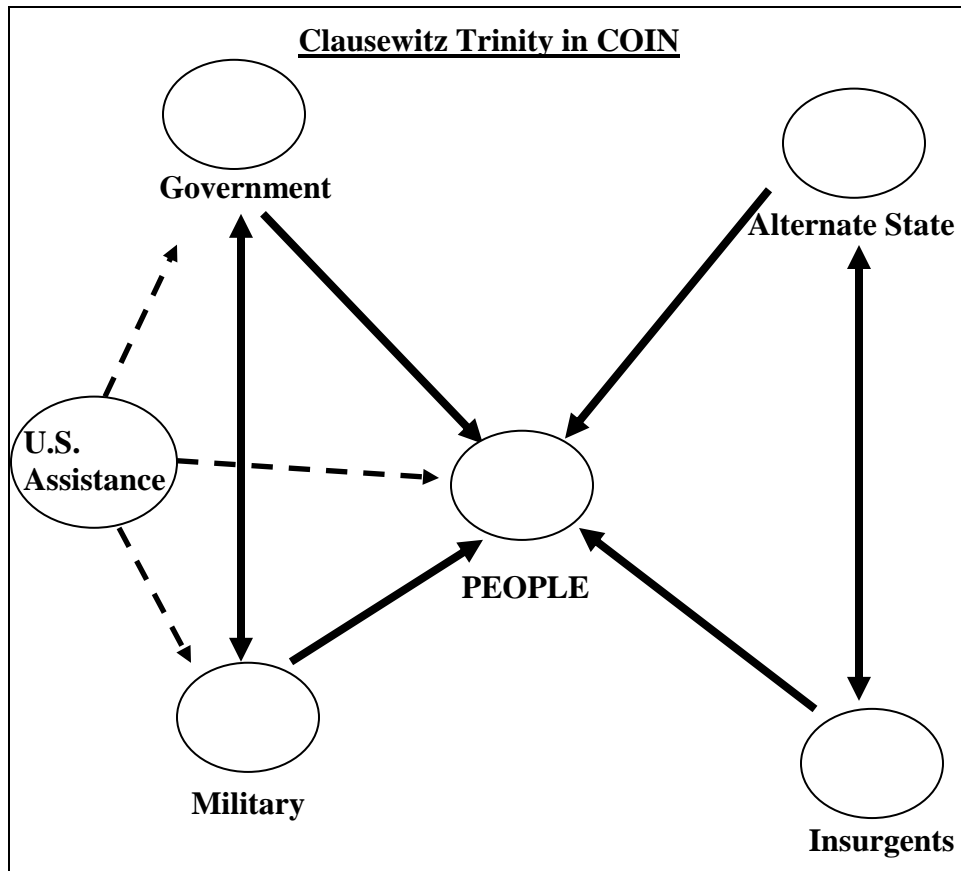 Clausewitz Trinity in COIN
Government
Alternate State
U.S.
Assistance
PEOPLE
Military
Insurgents